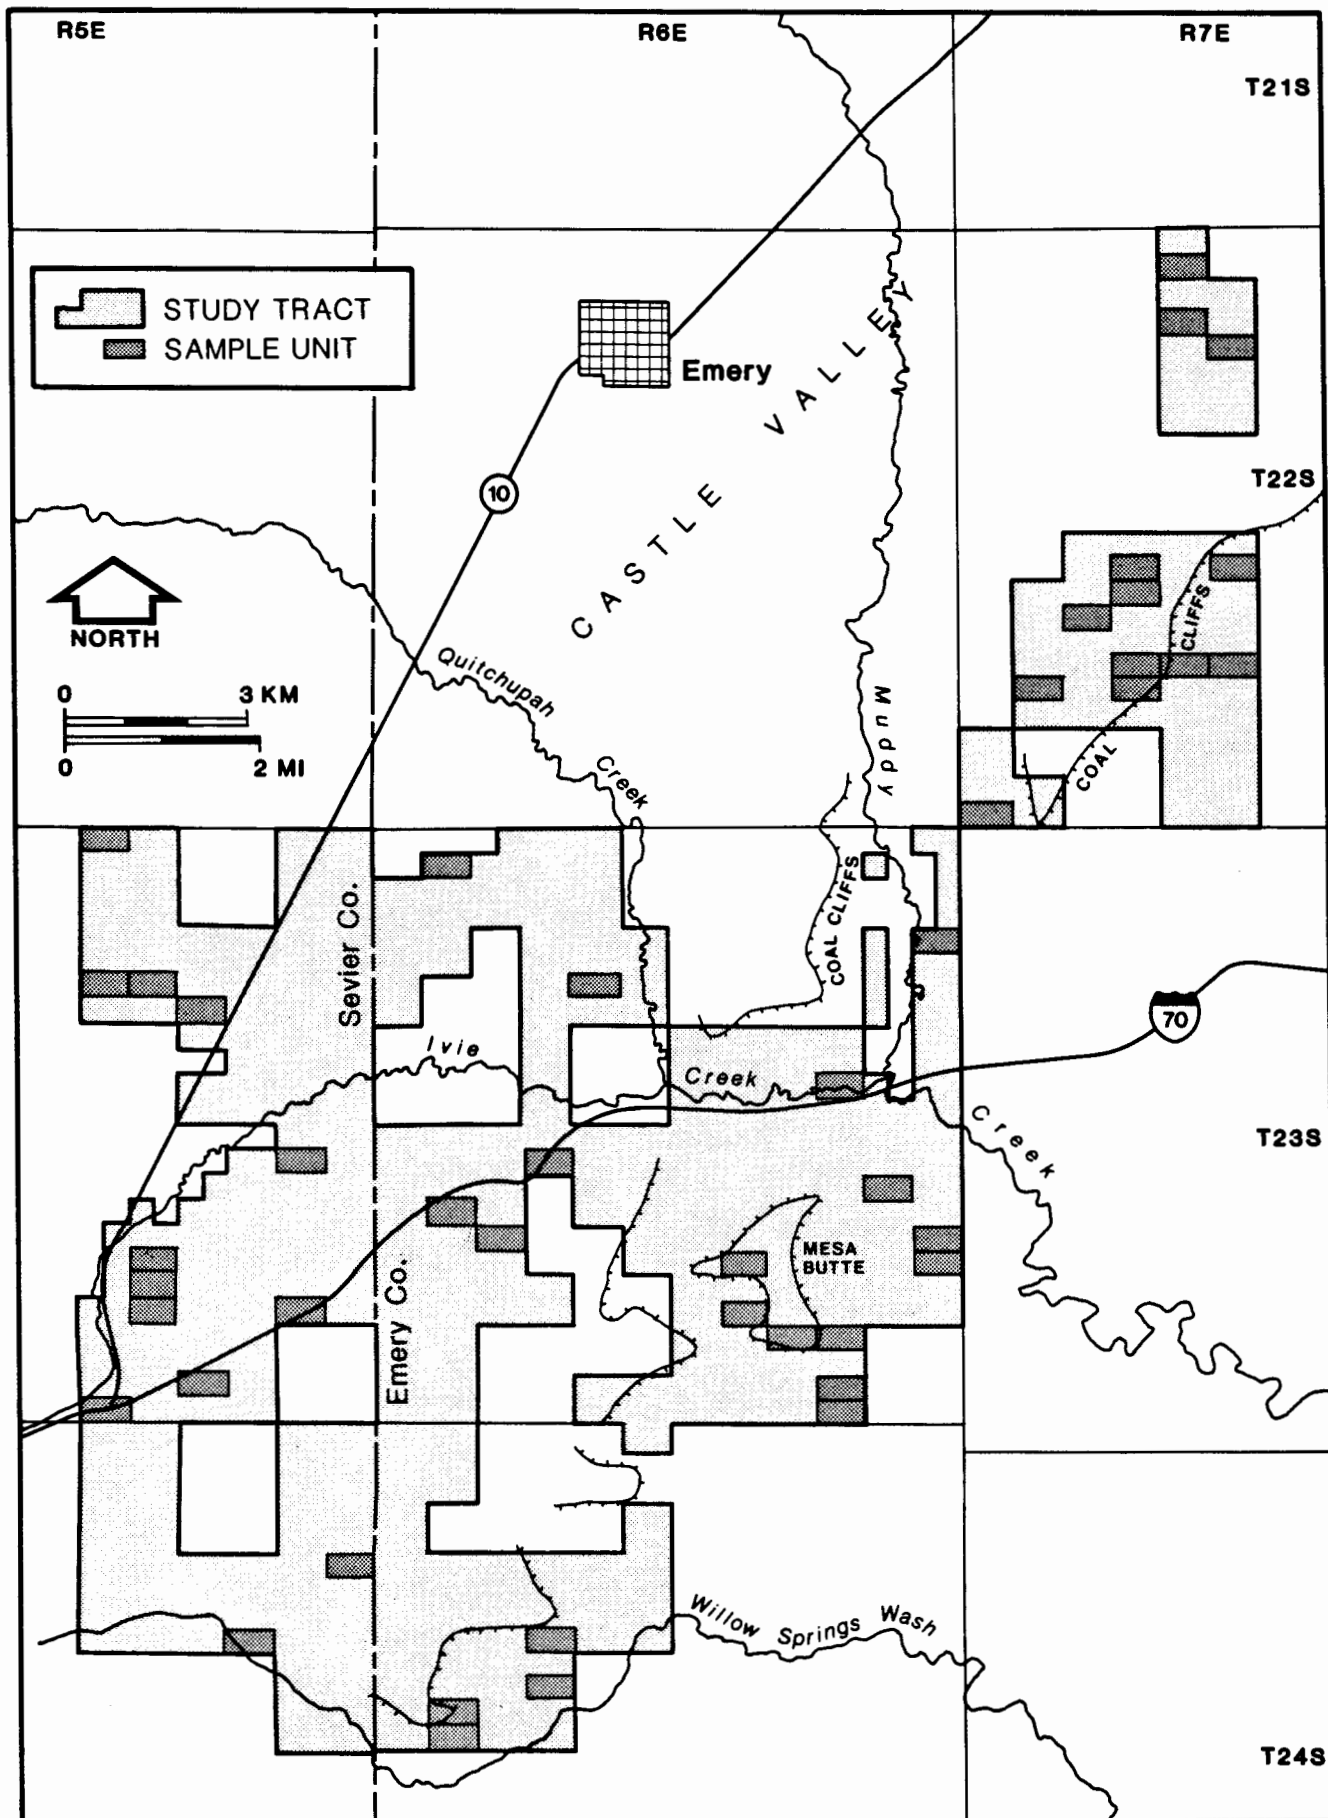 R5E
R6E
R7E
T21S
STUDY TRACT
SAMPLE UNIT
Emery
CASTLE VALLEY
T22S
10
NORTH
0 3 KM
0 2 MI
Quitchupah
Creek
Muddy
CLIFFS
COAL
COAL CLIFFS
Sevier Co.
70
Ivie
Creek
Creek
T23S
MESA
BUTTE
Emery Co.
Willow Springs Wash
T24S